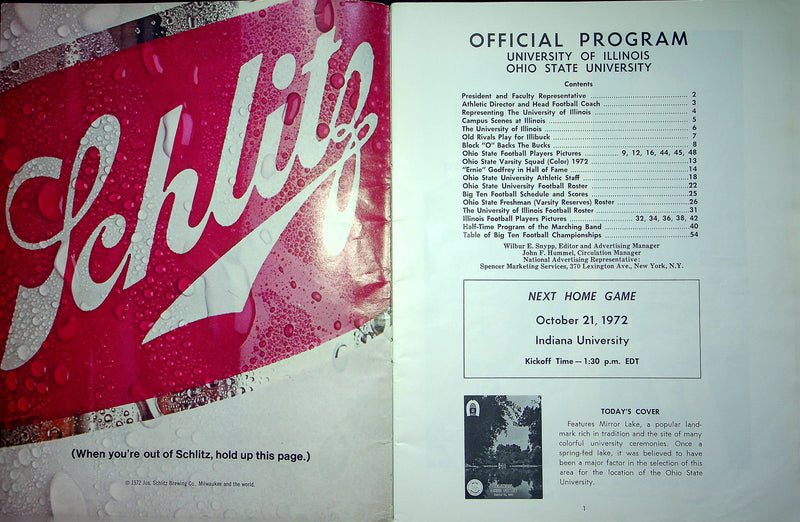 Schlitz
(When you're out of Schlitz, hold up this page.)
© 1972 Jos. Schlitz Brewing Co., Milwaukee and the world.
OFFICIAL PROGRAM
UNIVERSITY OF ILLINOIS
OHIO STATE UNIVERSITY
Contents
President and Faculty Representative ........ 2
Athletic Director and Head Football Coach ........ 3
Representing The University of Illinois ........ 4
Campus Scenes at Illinois ........ 5
The University of Illinois ........ 6
Old Rivals Play for Illibuck ........ 7
Block "O" Backs The Bucks ........ 8
Ohio State Football Players Pictures ........ 9, 12, 16, 44, 45, 48
Ohio State Varsity Squad (Color) 1972 ........ 13
"Ernie" Godfrey in Hall of Fame ........ 14
Ohio State University Athletic Staff ........ 18
Ohio State University Football Roster ........ 22
Big Ten Football Schedule and Scores ........ 25
Ohio State Freshman (Varsity Reserves) Roster ........ 26
The University of Illinois Football Roster ........ 31
Illinois Football Players Pictures ........ 32, 34, 36, 38, 42
Half-Time Program of the Marching Band ........ 40
Table of Big Ten Football Championships ........ 54
Wilbur E. Snypp, Editor and Advertising Manager
John F. Hummel, Circulation Manager
National Advertising Representative:
Spencer Marketing Services, 370 Lexington Ave., New York, N.Y.
NEXT HOME GAME
October 21, 1972
Indiana University
Kickoff Time — 1:30 p.m. EDT
TODAY'S COVER
Features Mirror Lake, a popular land-
mark rich in tradition and the site of many
colorful university ceremonies. Once a
spring-fed lake, it was believed to have
been a major factor in the selection of this
area for the location of the Ohio State
University.
1